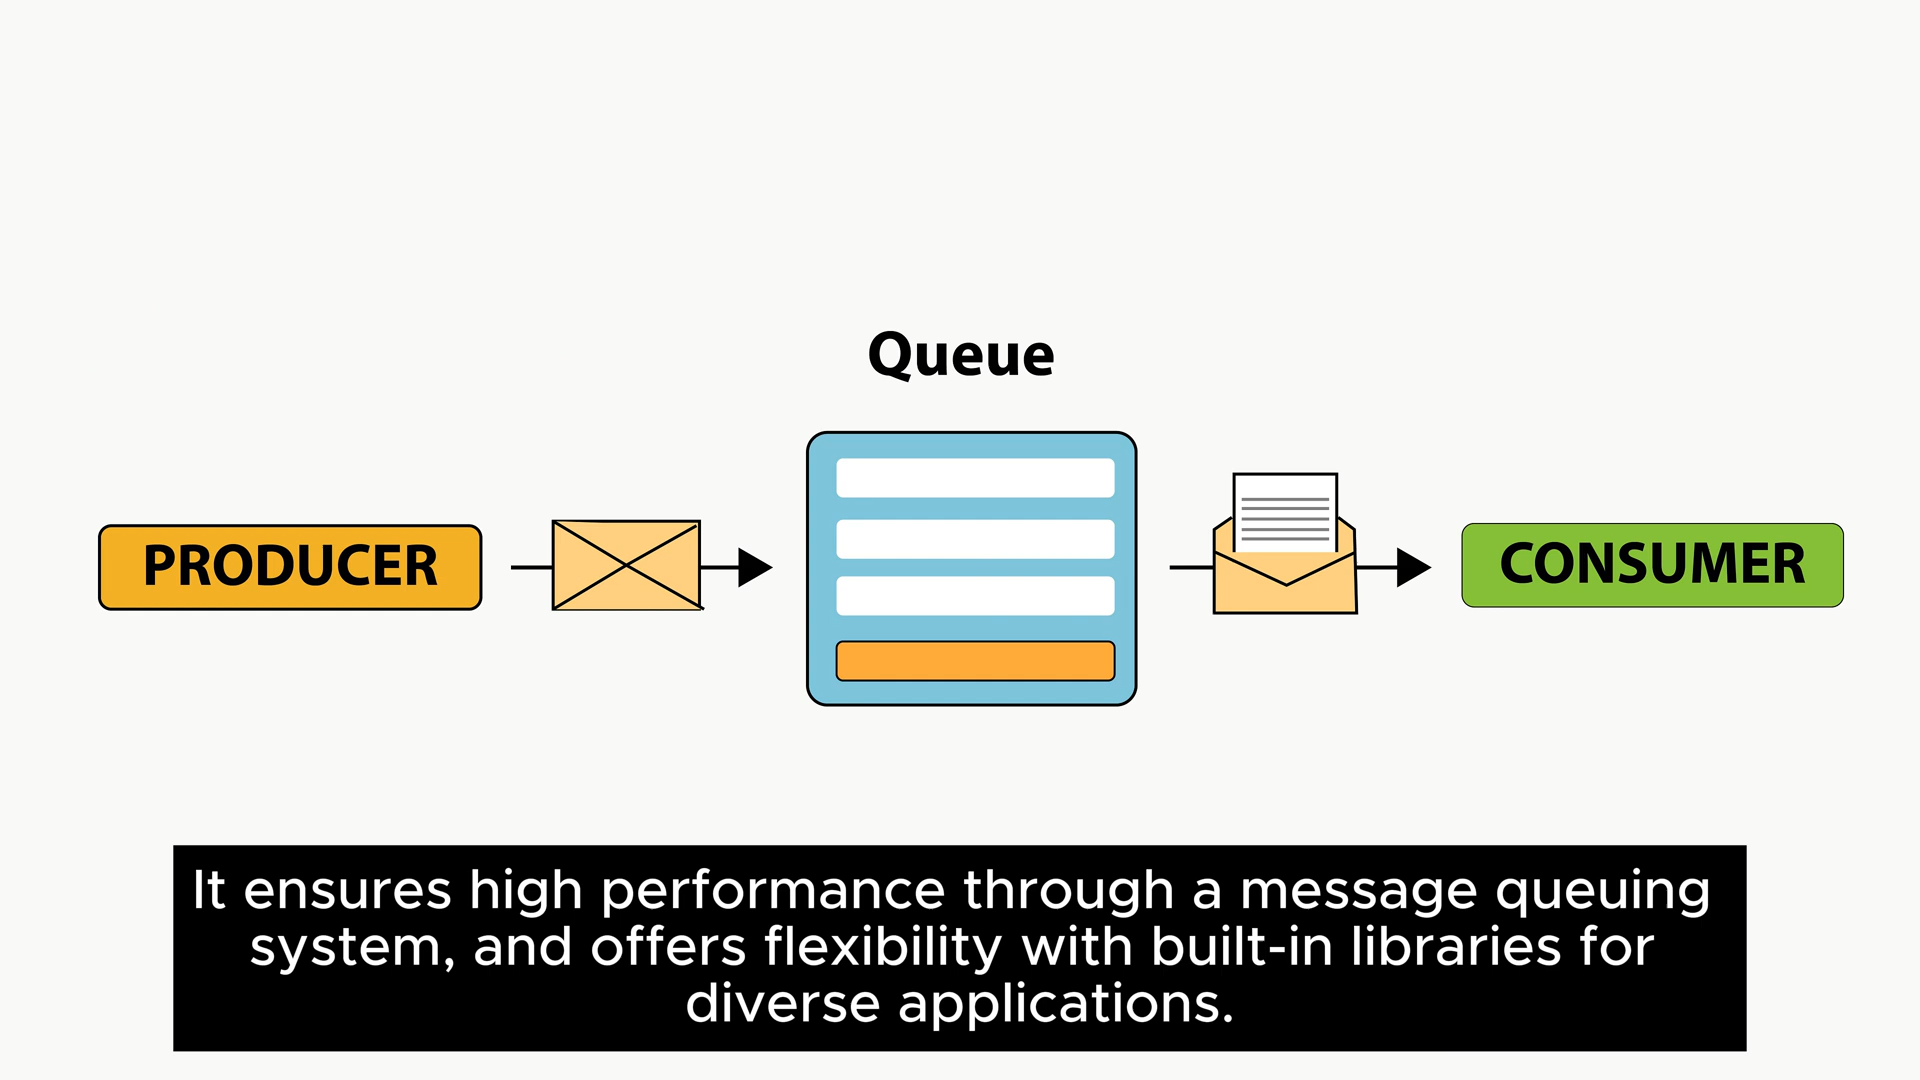 Queue
PRODUCER
CONSUMER
It ensures high performance through a message queuing
system, and offers flexibility with built-in libraries for
diverse applications.